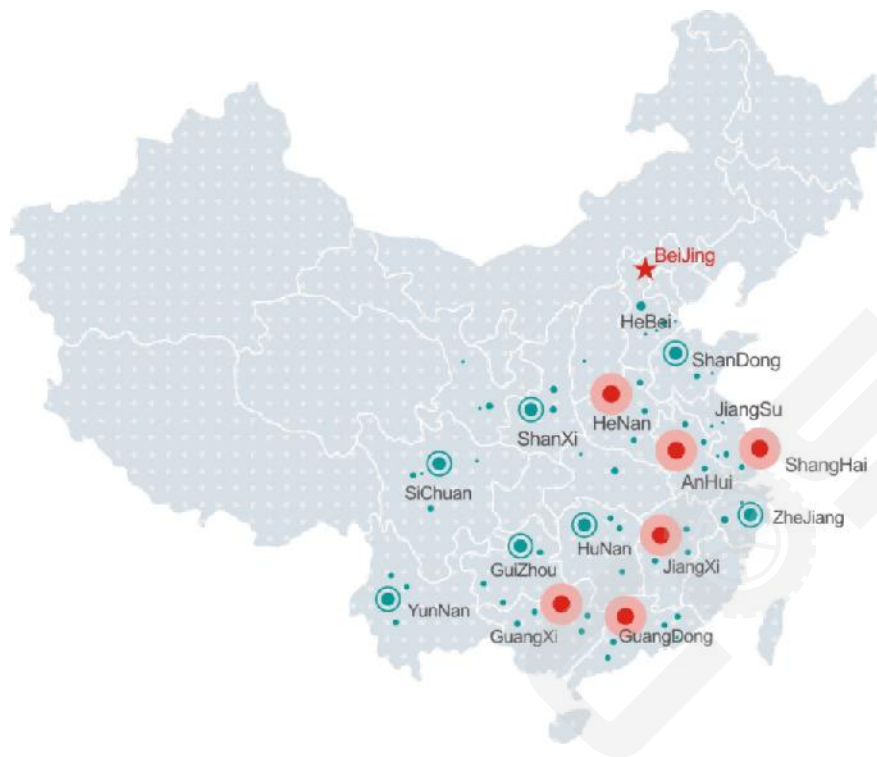 BeiJing
HeBei
ShanDong
JiangSu
HeNan
ShanXi
ShangHai
AnHui
SiChuan
ZheJiang
HuNan
GuiZhou
JiangXi
YunNan
GuangXi
GuangDong